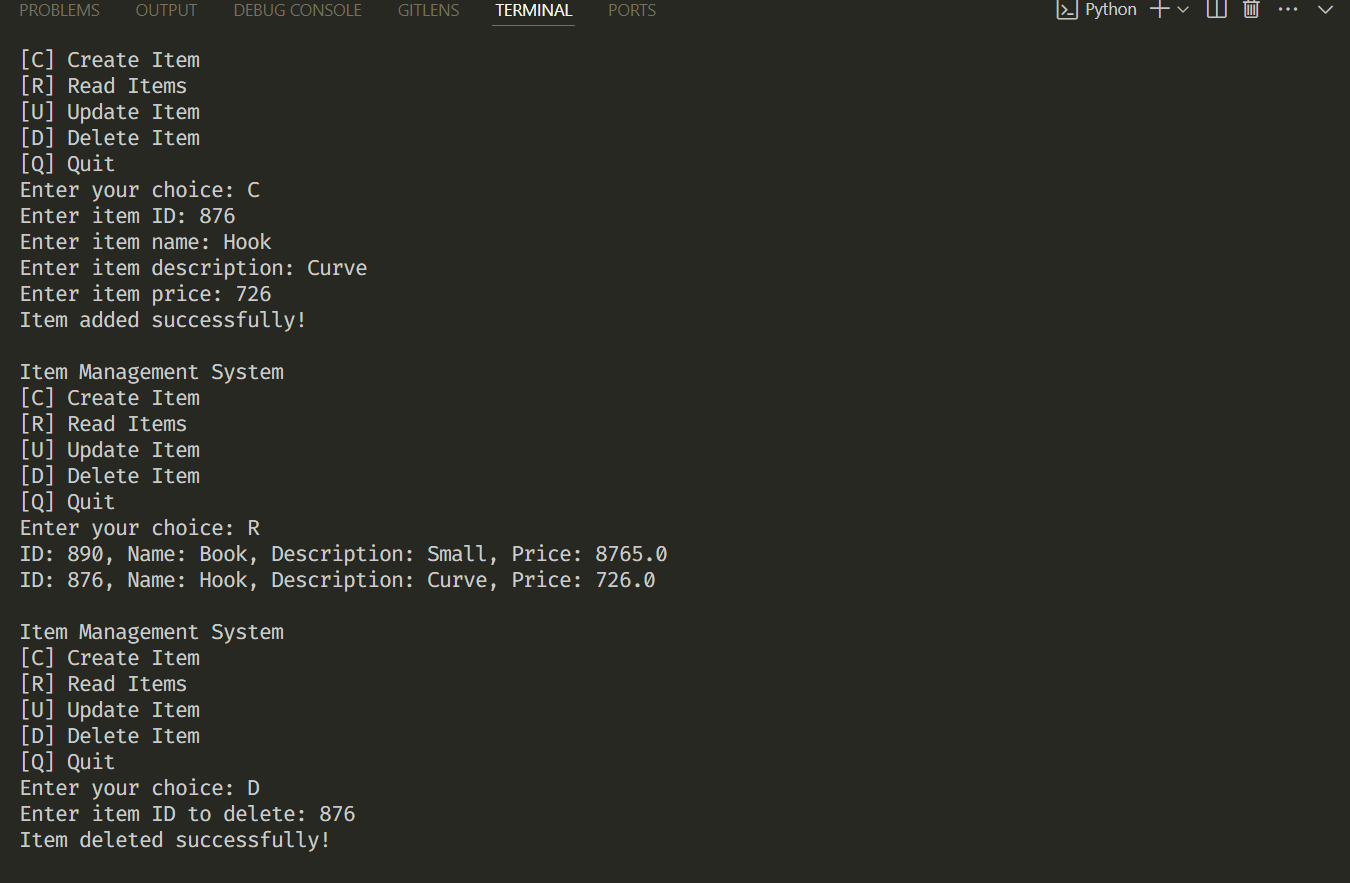 PROBLEMS OUTPUT DEBUG CONSOLE GITLENS TERMINAL PORTS Python
[C] Create Item
[R] Read Items
[U] Update Item
[D] Delete Item
[Q] Quit
Enter your choice: C
Enter item ID: 876
Enter item name: Hook
Enter item description: Curve
Enter item price: 726
Item added successfully!
Item Management System
[C] Create Item
[R] Read Items
[U] Update Item
[D] Delete Item
[Q] Quit
Enter your choice: R
ID: 890, Name: Book, Description: Small, Price: 8765.0
ID: 876, Name: Hook, Description: Curve, Price: 726.0
Item Management System
[C] Create Item
[R] Read Items
[U] Update Item
[D] Delete Item
[Q] Quit
Enter your choice: D
Enter item ID to delete: 876
Item deleted successfully!